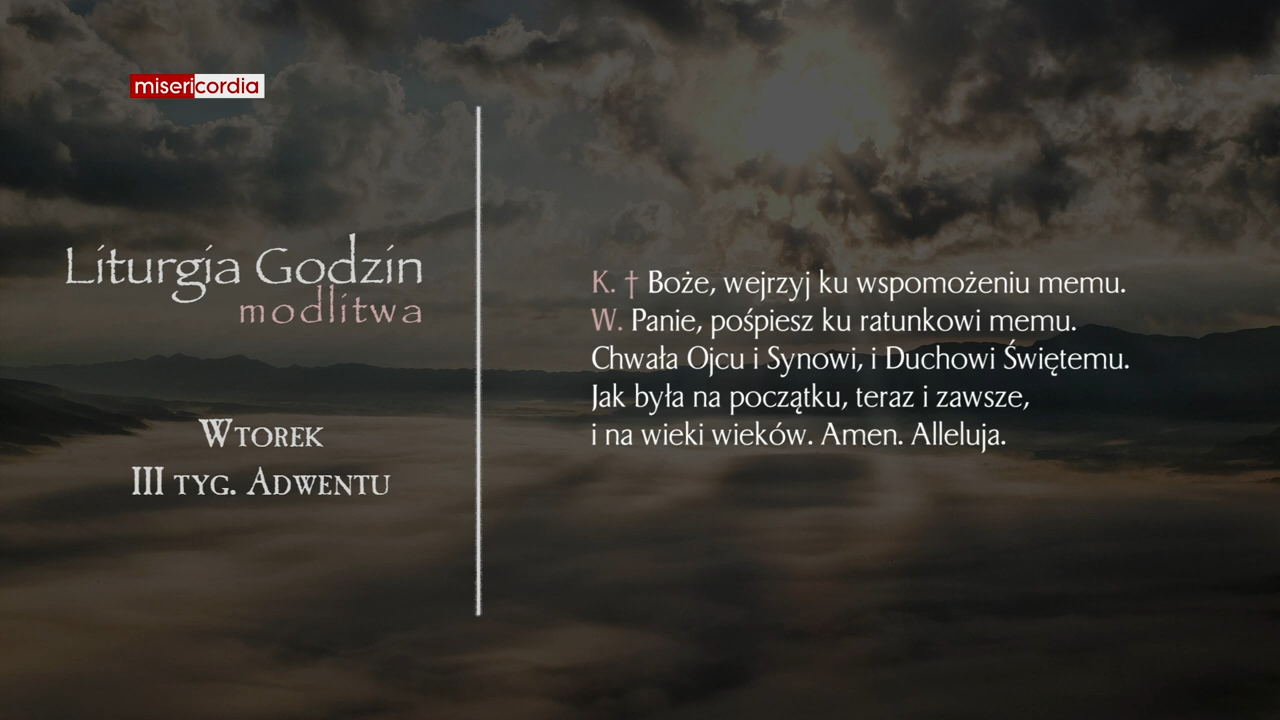 misericordia
Liturgia Godzin
modlitwa
Wtorek
III tyg. Adwentu
K. † Boże, wejrzyj ku wspomożeniu memu.
W. Panie, pośpiesz ku ratunkowi memu.
Chwała Ojcu i Synowi, i Duchowi Świętemu.
Jak była na początku, teraz i zawsze,
i na wieki wieków. Amen. Alleluja.